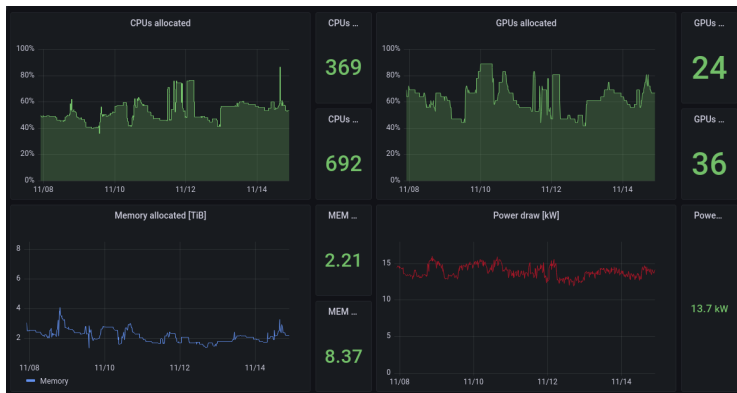 CPUs allocated
100%
80%
60%
40%
20%
0%
11/08 11/10 11/12 11/14
CPUs ...
369
CPUs ...
692
GPUs allocated
100%
80%
60%
40%
20%
0%
11/08 11/10 11/12 11/14
GPUs ...
24
GPUs ...
36
Memory allocated [TiB]
8
6
4
2
11/08 11/10 11/12 11/14
Memory
MEM ...
2.21
MEM ...
8.37
Power draw [kW]
15
10
5
0
11/08 11/10 11/12 11/14
Powe...
13.7 kW